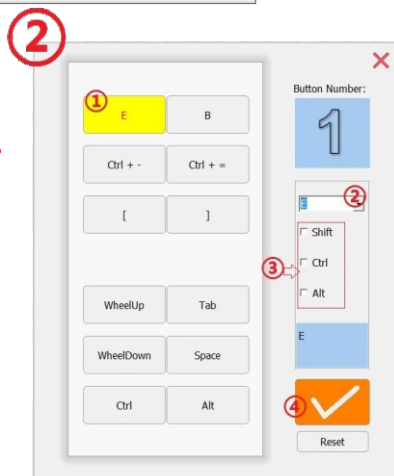 2
Button Number:
① E B
1
Ctrl + - Ctrl + =
[ ]
E ②
Shift
③ Ctrl
Alt
WheelUp Tab
E
WheelDown Space
Ctrl Alt
④
Reset